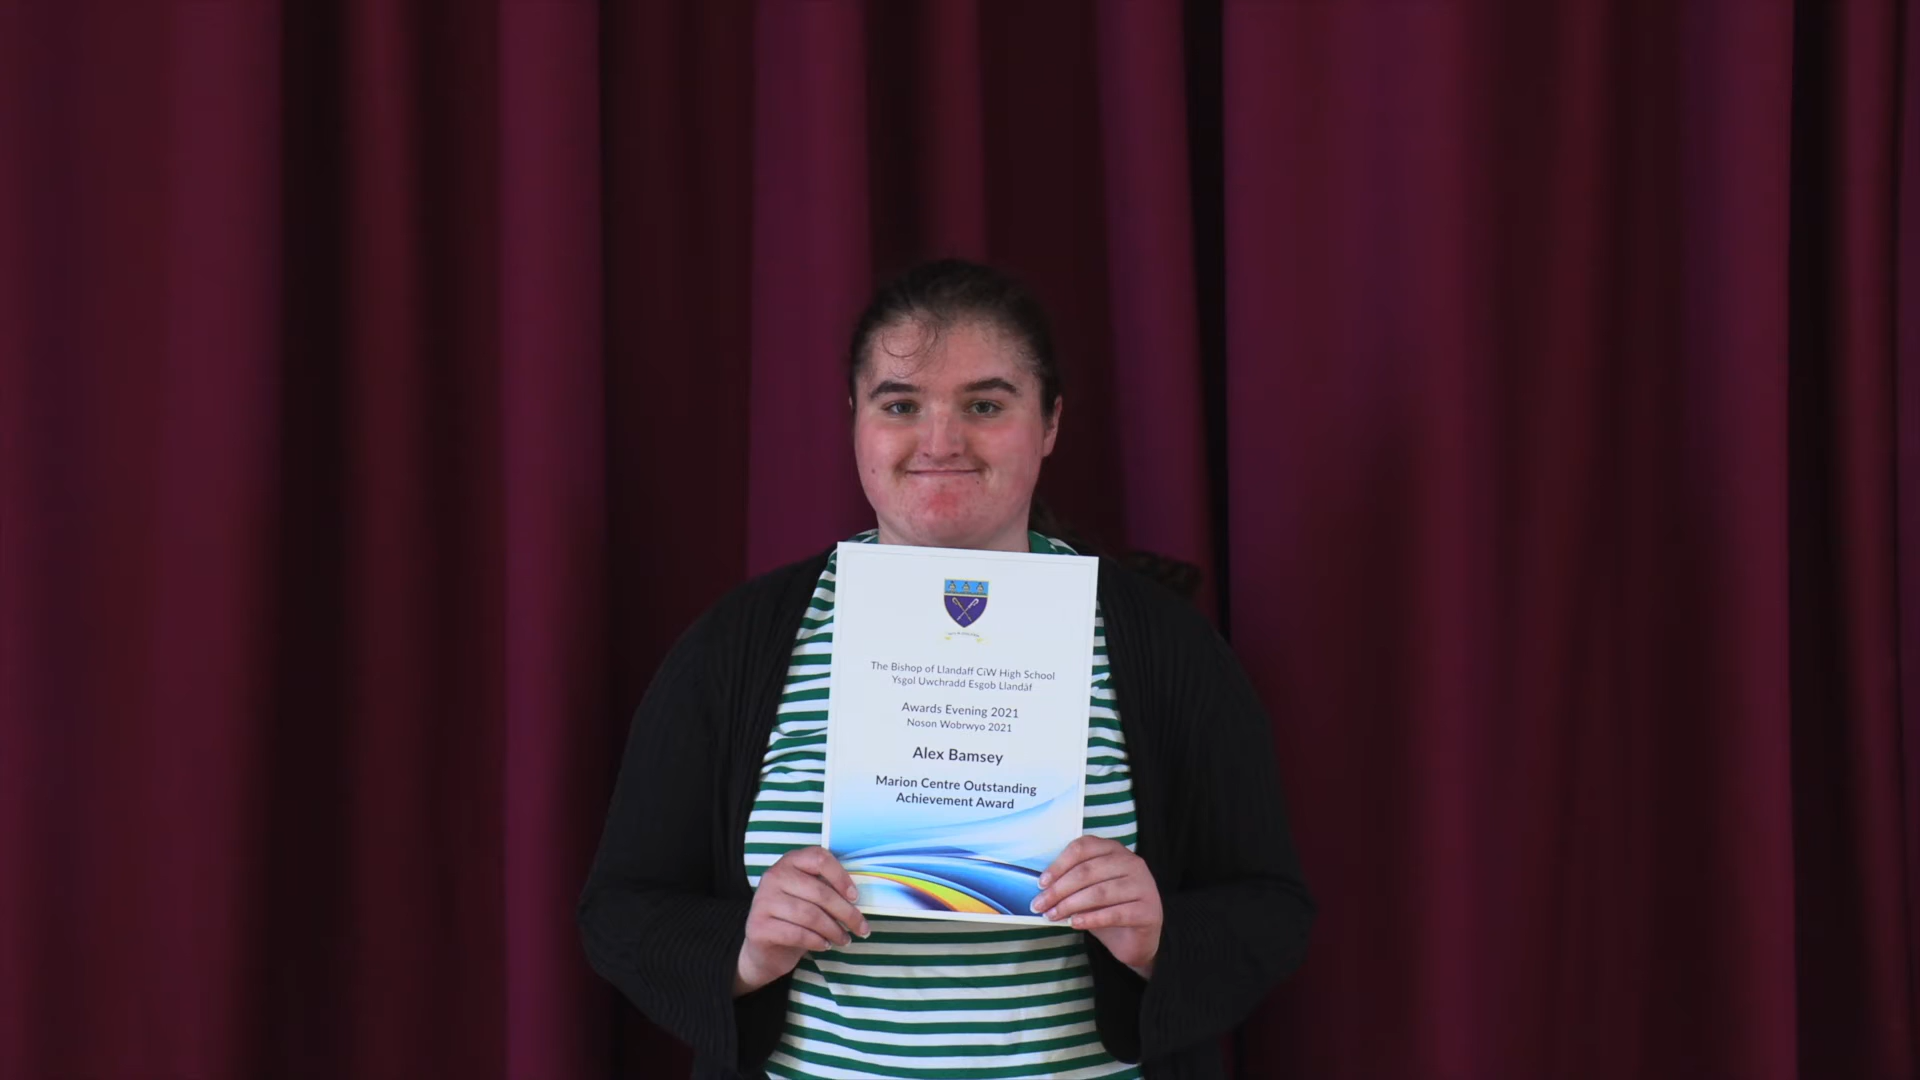 The Bishop of Llandaff CiW High School
Ysgol Uwchradd Esgob Llandaf
Awards Evening 2021
Noson Wobrwyo 2021
Alex Bamsey
Marion Centre Outstanding
Achievement Award